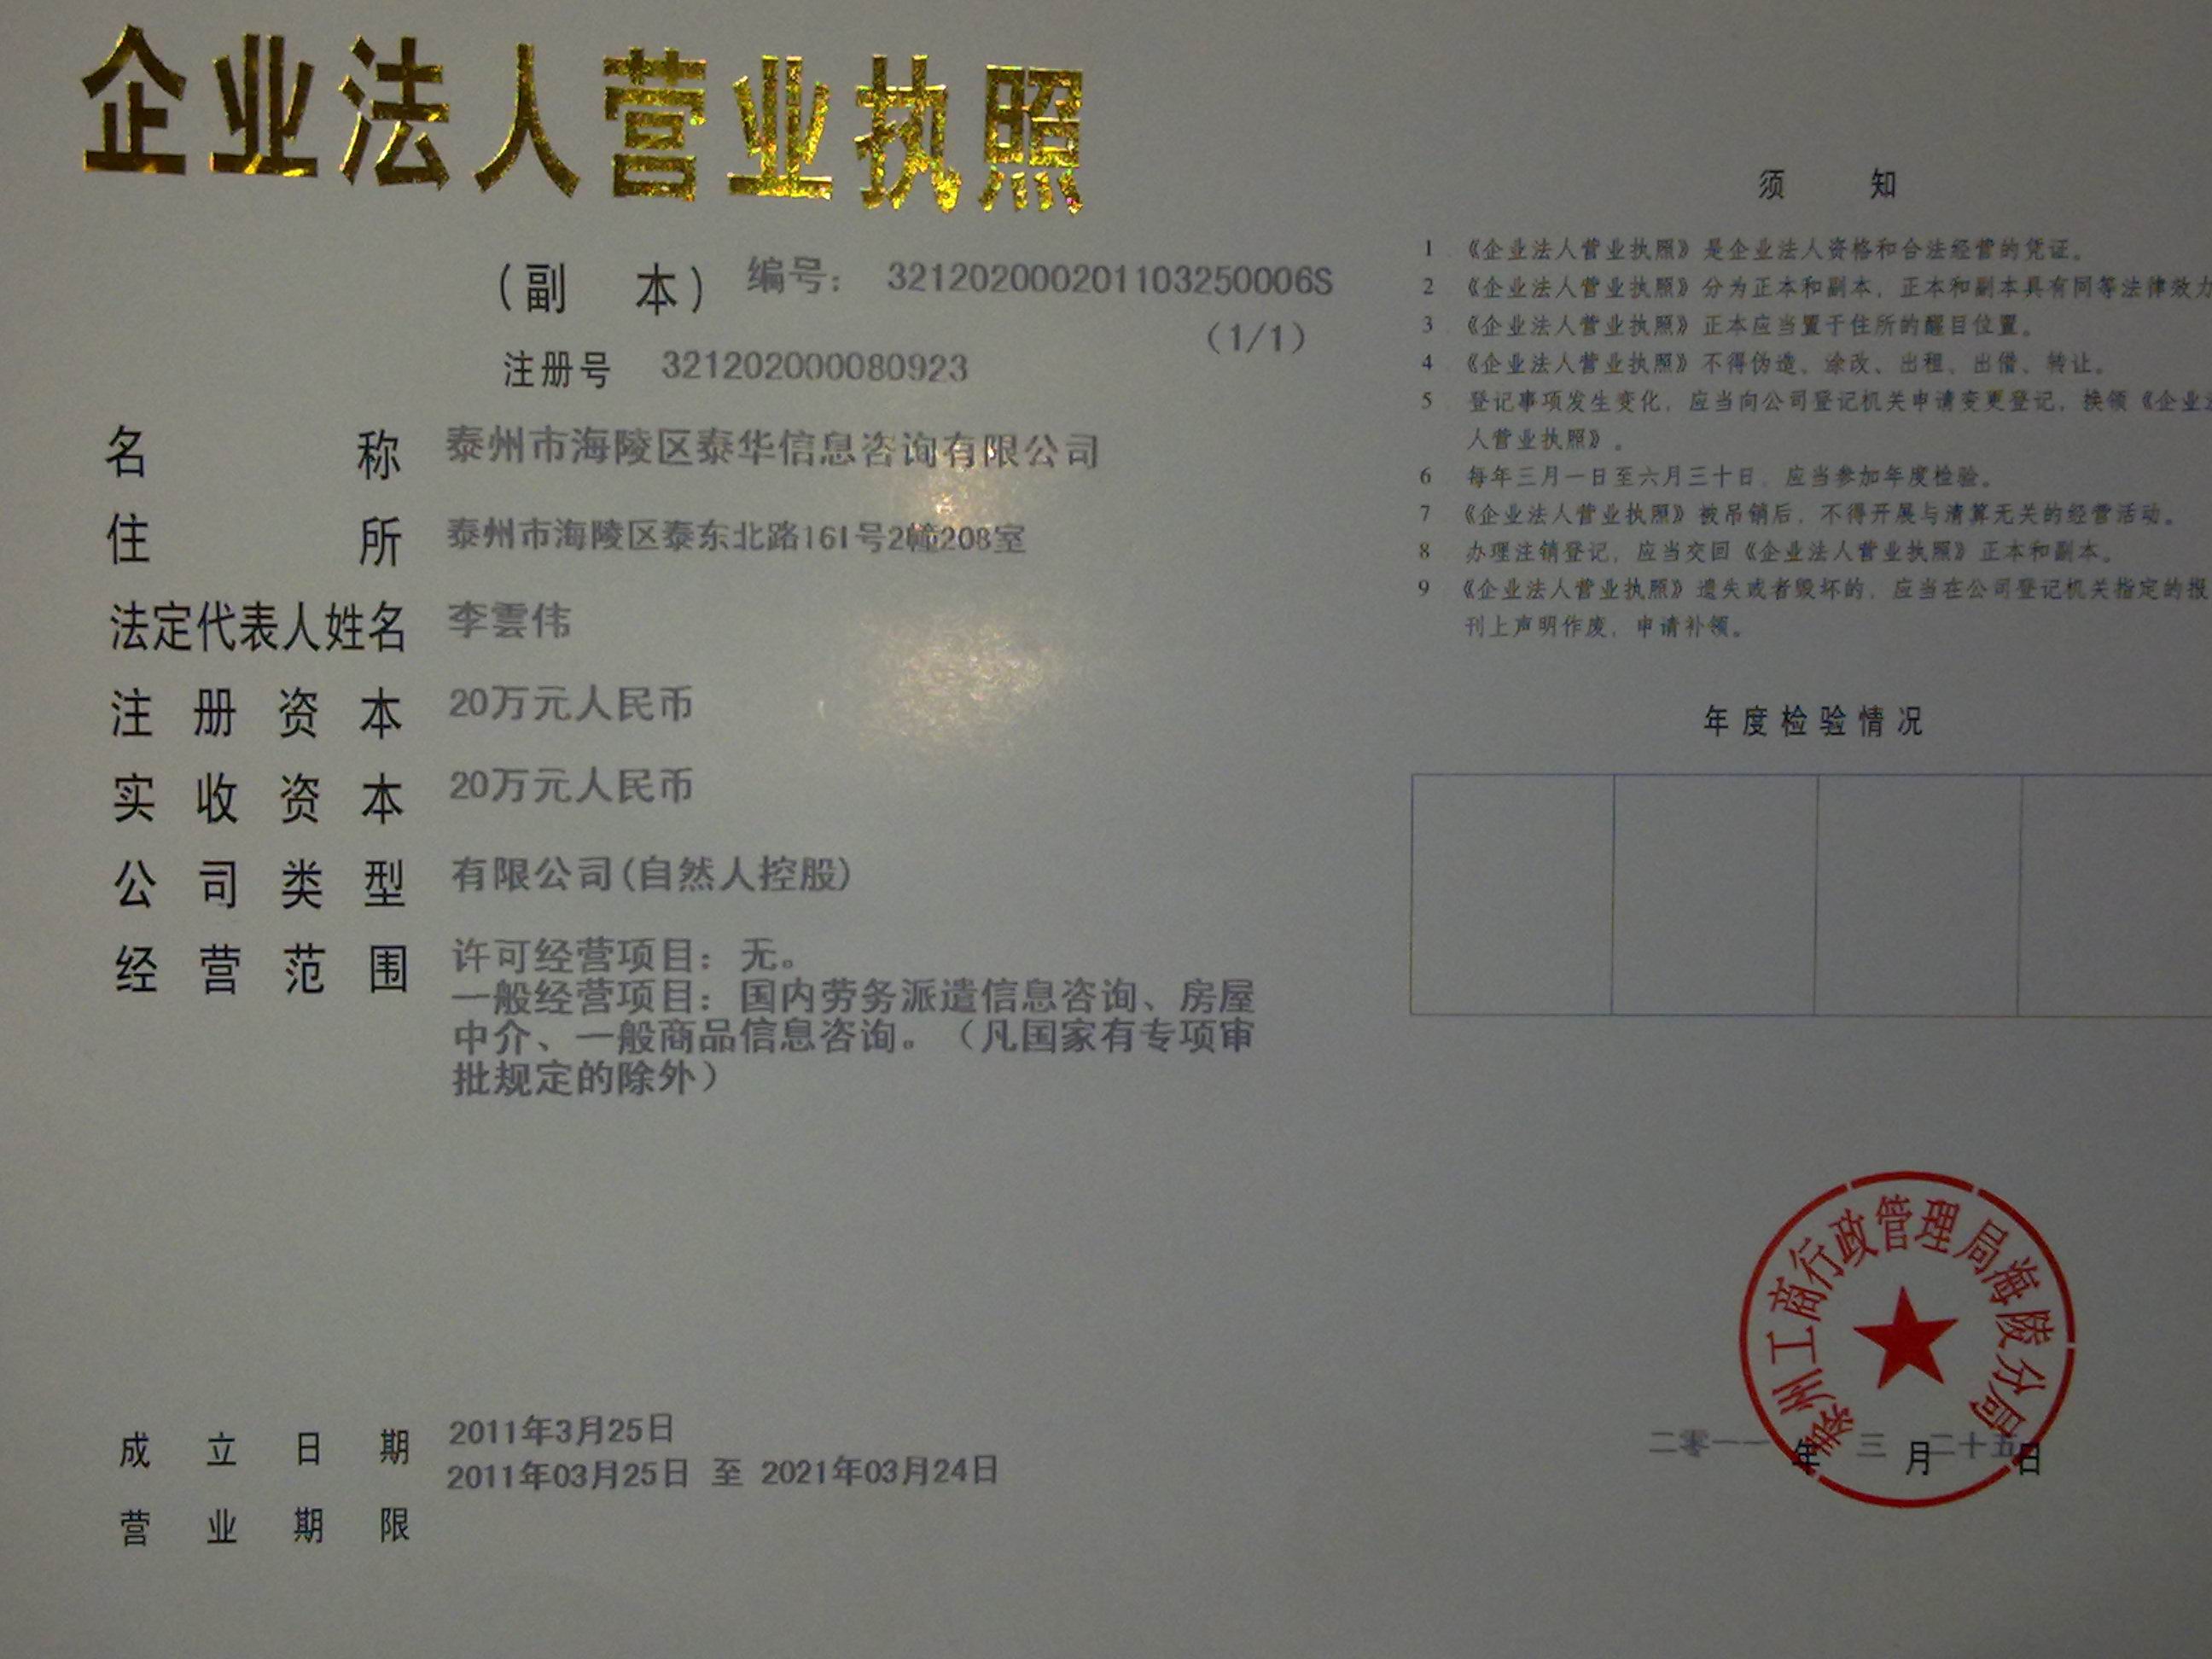 企业法人营业执照
（副 本） 编号： 321202000201103250006S
（1/1）
注册号 321202000080923
名称 泰州市海陵区泰华信息咨询有限公司
住所 泰州市海陵区泰东北路161号2幢208室
法定代表人姓名 李雲伟
注册资本 20万元人民币
实收资本 20万元人民币
公司类型 有限公司(自然人控股)
经营范围 许可经营项目：无。
一般经营项目：国内劳务派遣信息咨询、房屋
中介、一般商品信息咨询。（凡国家有专项审
批规定的除外）
成立日期 2011年3月25日
2011年03月25日 至 2021年03月24日
营业期限
须 知
1 《企业法人营业执照》是企业法人资格和合法经营的凭证。
2 《企业法人营业执照》分为正本和副本，正本和副本具有同等法律效力
3 《企业法人营业执照》正本应当置于住所的醒目位置。
4 《企业法人营业执照》不得伪造、涂改、出租、出借、转让。
5 登记事项发生变化，应当向公司登记机关申请变更登记，换领《企业法
人营业执照》。
6 每年三月一日至六月三十日，应当参加年度检验。
7 《企业法人营业执照》被吊销后，不得开展与清算无关的经营活动。
8 办理注销登记，应当交回《企业法人营业执照》正本和副本。
9 《企业法人营业执照》遗失或者毁坏的，应当在公司登记机关指定的报
刊上声明作废，申请补领。
年度检验情况
泰州工商行政管理局海陵分局
二零一一年三月二十五日